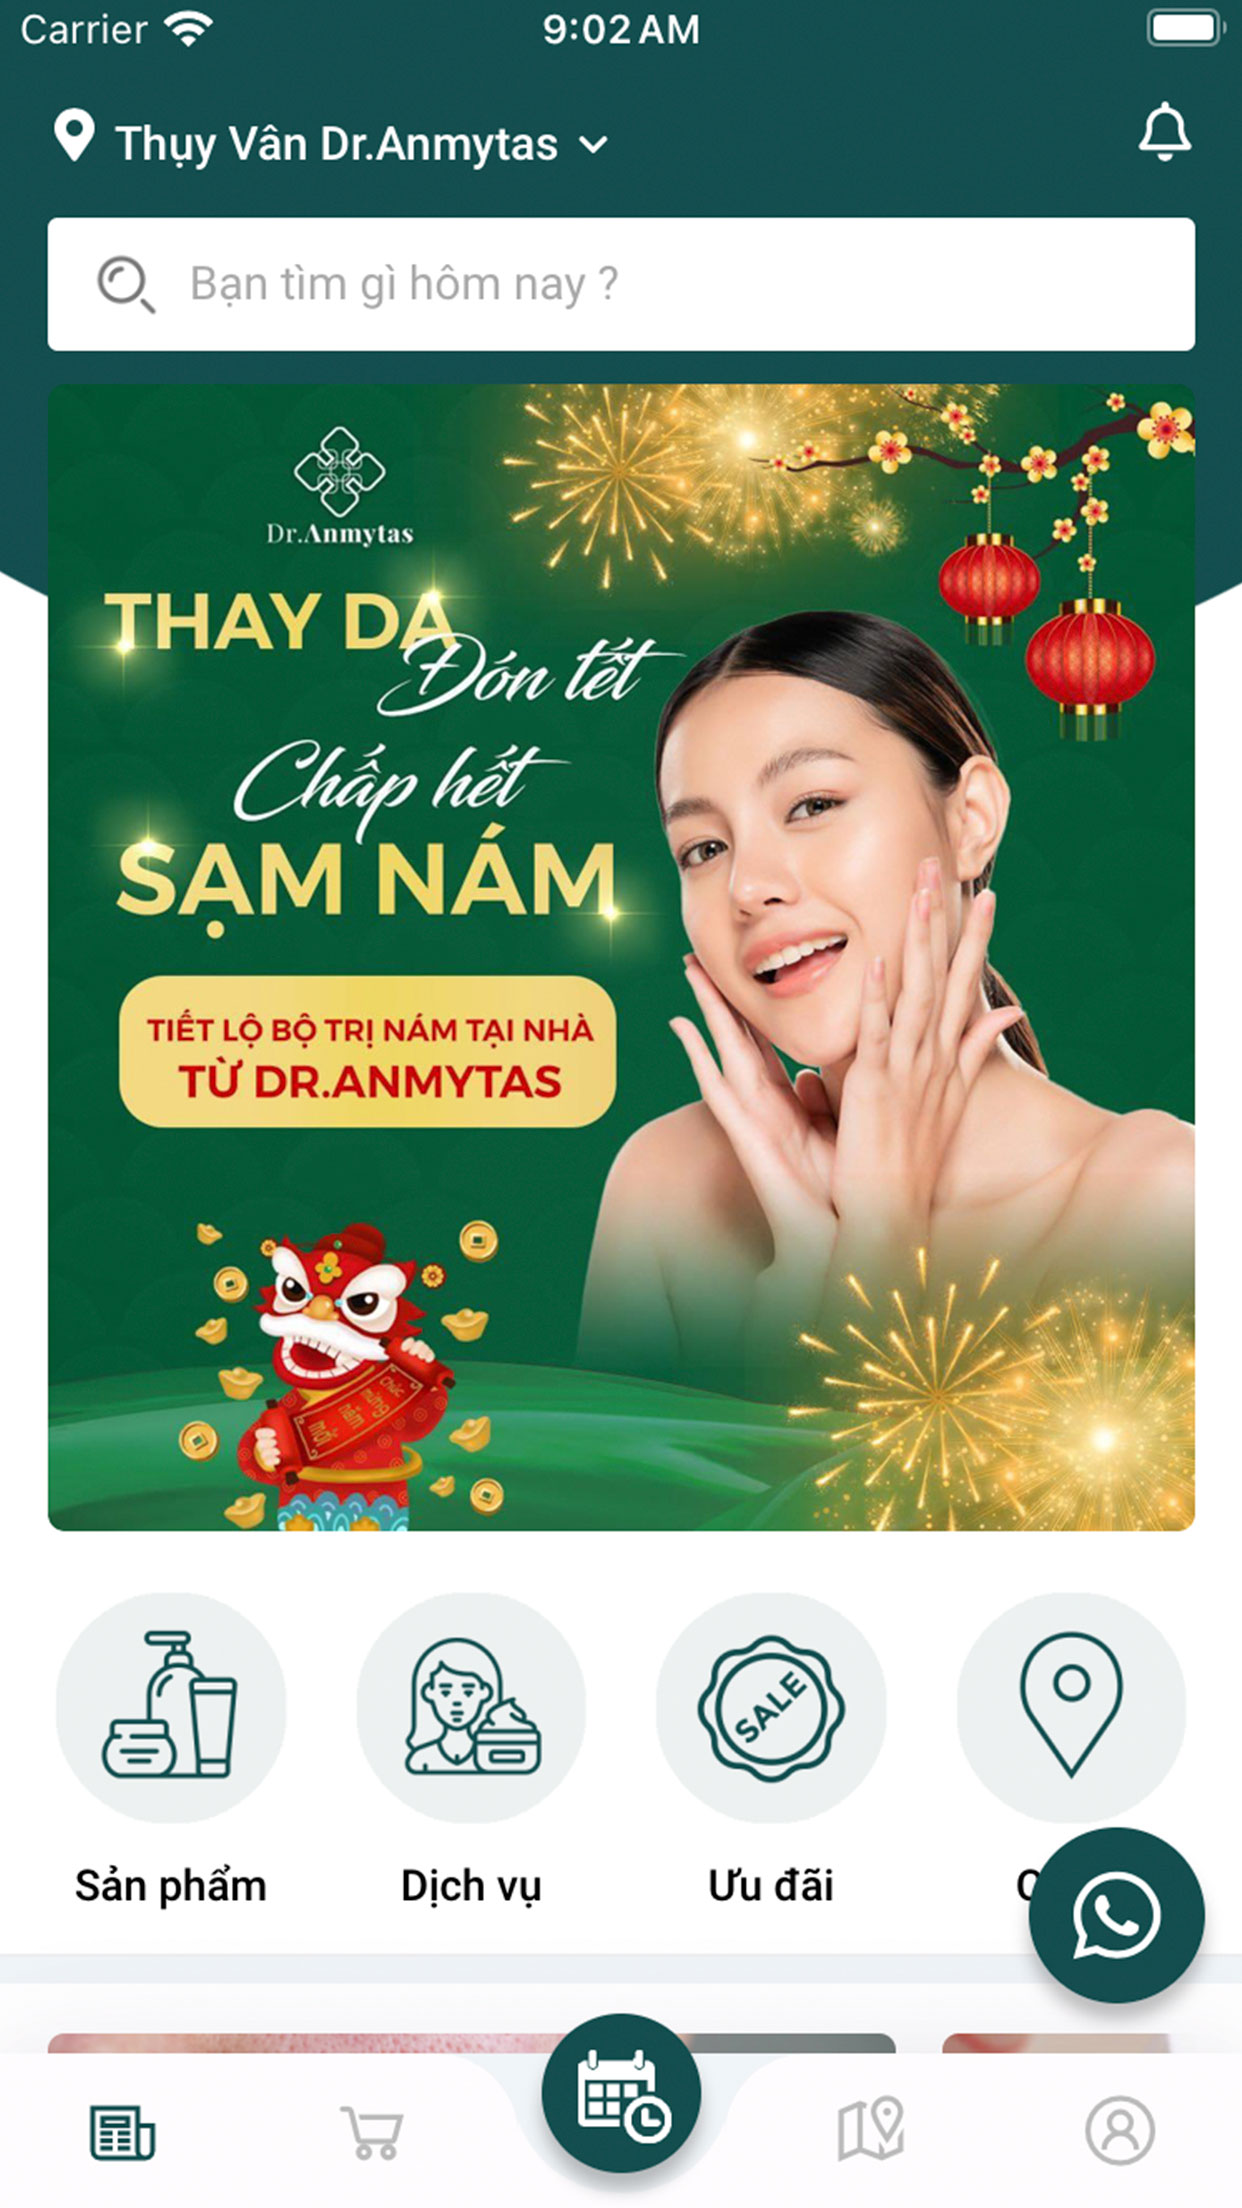 Carrier
9:02 AM
Thụy Vân Dr.Anmytas
Bạn tìm gì hôm nay ?
Dr.Anmytas
THAY DA
Đón tết
Chấp hết
SẠM NÁM
TIẾT LỘ BỘ TRỊ NÁM TẠI NHÀ
TỪ DR.ANMYTAS
Chúc
mừng
năm
mới
SALE
Sản phẩm
Dịch vụ
Ưu đãi